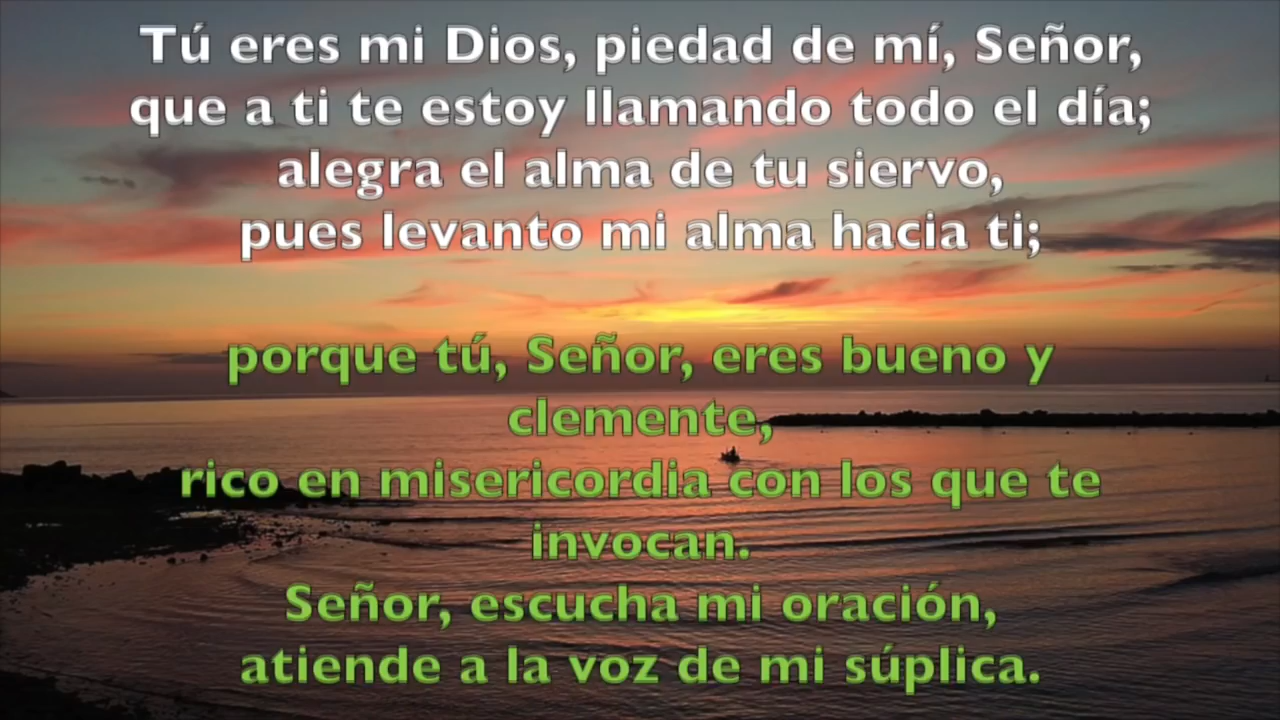 Tú eres mi Dios, piedad de mí, Señor,
que a ti te estoy llamando todo el día;
alegra el alma de tu siervo,
pues levanto mi alma hacia ti;
porque tú, Señor, eres bueno y
clemente,
rico en misericordia con los que te
invocan.
Señor, escucha mi oración,
atiende a la voz de mi súplica.